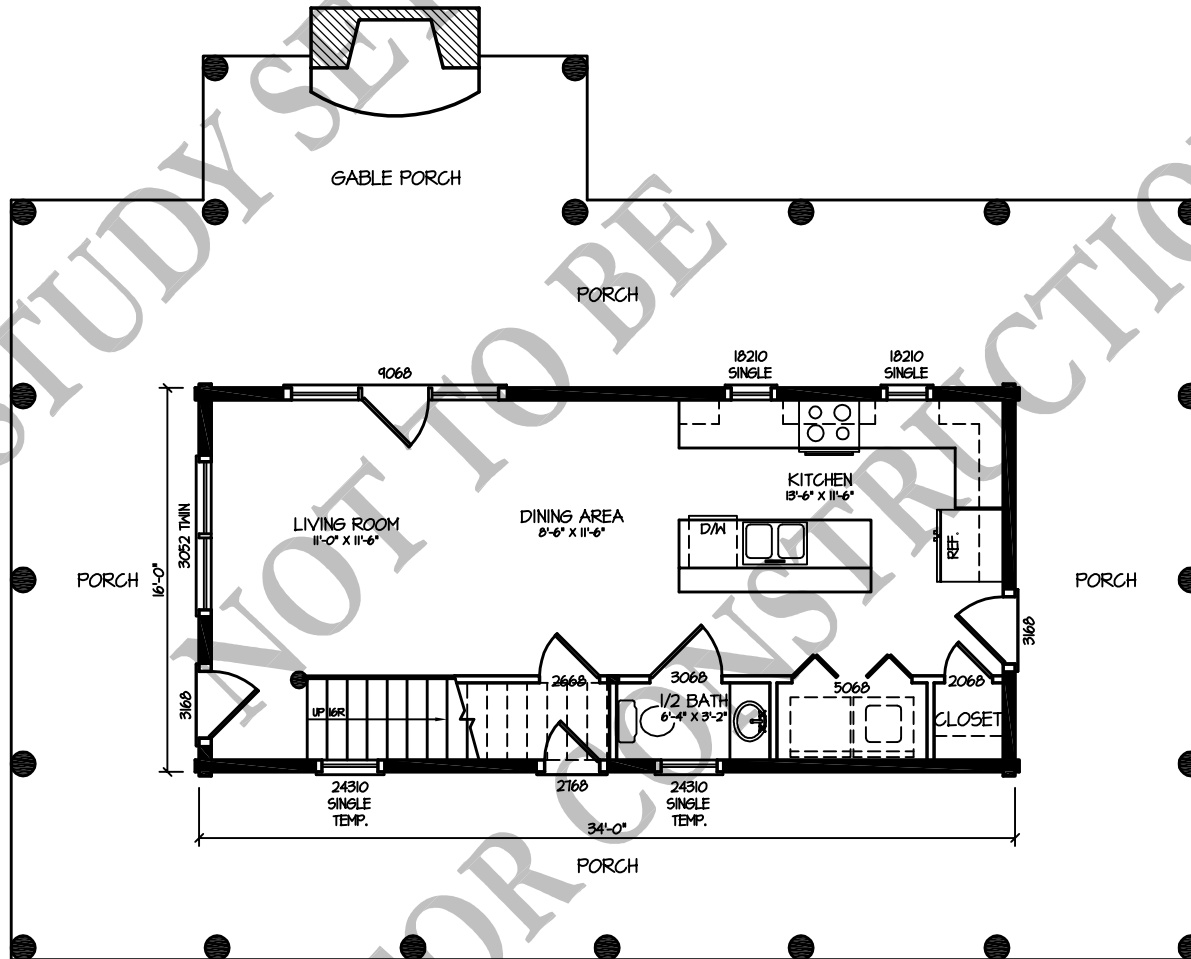 STUDY SET
NOT TO BE
FOR CONSTRUCTION
GABLE PORCH
PORCH
9068
18210
SINGLE
18210
SINGLE
KITCHEN
13'-6" X 11'-6"
LIVING ROOM
11'-0" X 11'-6"
DINING AREA
8'-6" X 11'-6"
D/W
REF.
3052 TWIN
16'-0"
PORCH
PORCH
3168
3168
2668
3068
5068
2068
UP 16R
1/2 BATH
6'-4" X 3'-2"
CLOSET
24310
SINGLE
TEMP.
2768
24310
SINGLE
TEMP.
34'-0"
PORCH